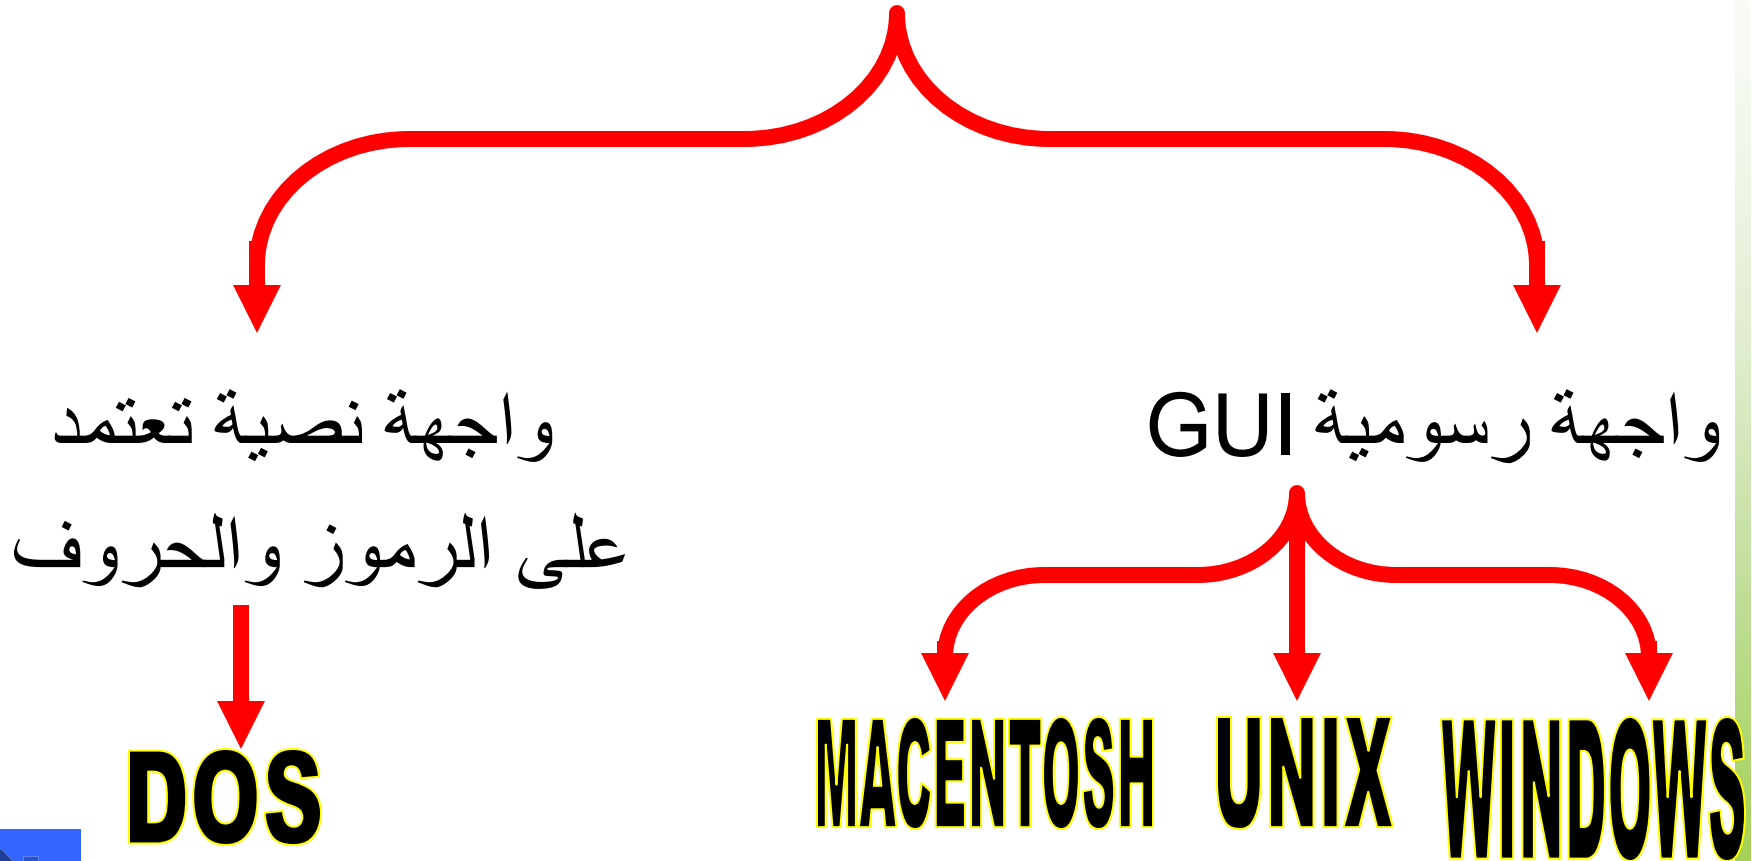 واجهة رسومية GUI
واجهة نصية تعتمد
على الرموز والحروف
WINDOWS
UNIX
MACENTOSH
DOS